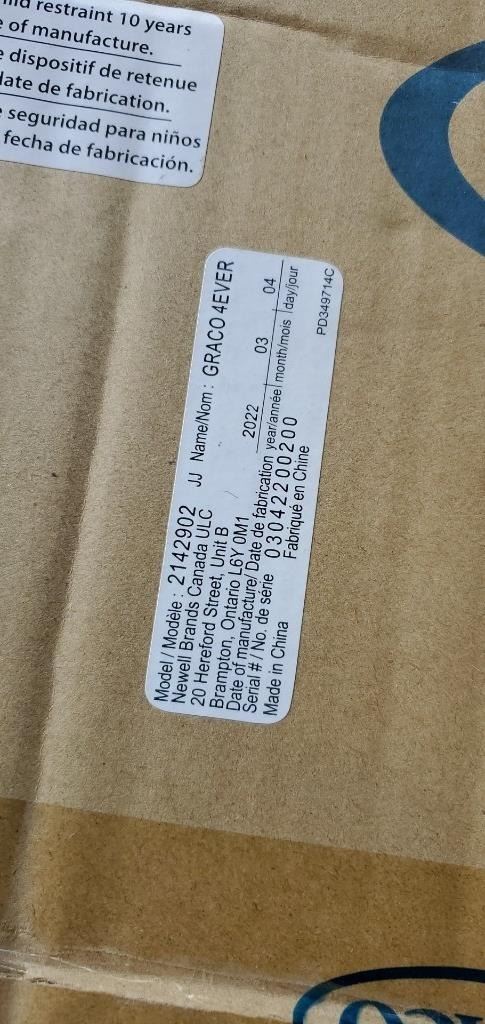 restraint 10 years
of manufacture.
dispositif de retenue
date de fabrication.
seguridad para niños
fecha de fabricación.
Model / Modèle : 2142902 JJ Name/Nom : GRACO 4EVER
Newell Brands Canada ULC
20 Hereford Street, Unit B
Brampton, Ontario L6Y 0M1
2022 03 04
Date of manufacture/Date de fabrication year/année month/mois day/jour
Serial # / No. de série 03042200200
Made in China Fabriqué en Chine
PD349714C